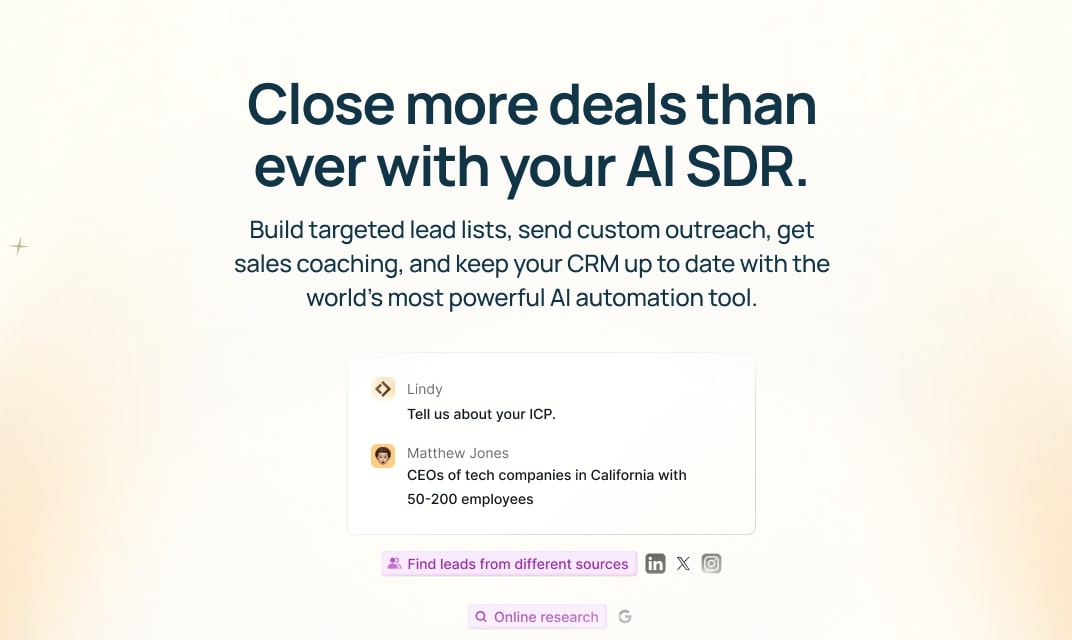 Close more deals than
ever with your AI SDR.
Build targeted lead lists, send custom outreach, get
sales coaching, and keep your CRM up to date with the
world's most powerful AI automation tool.
Lindy
Tell us about your ICP.
Matthew Jones
CEOs of tech companies in California with
50-200 employees
Find leads from different sources in X
Online research G